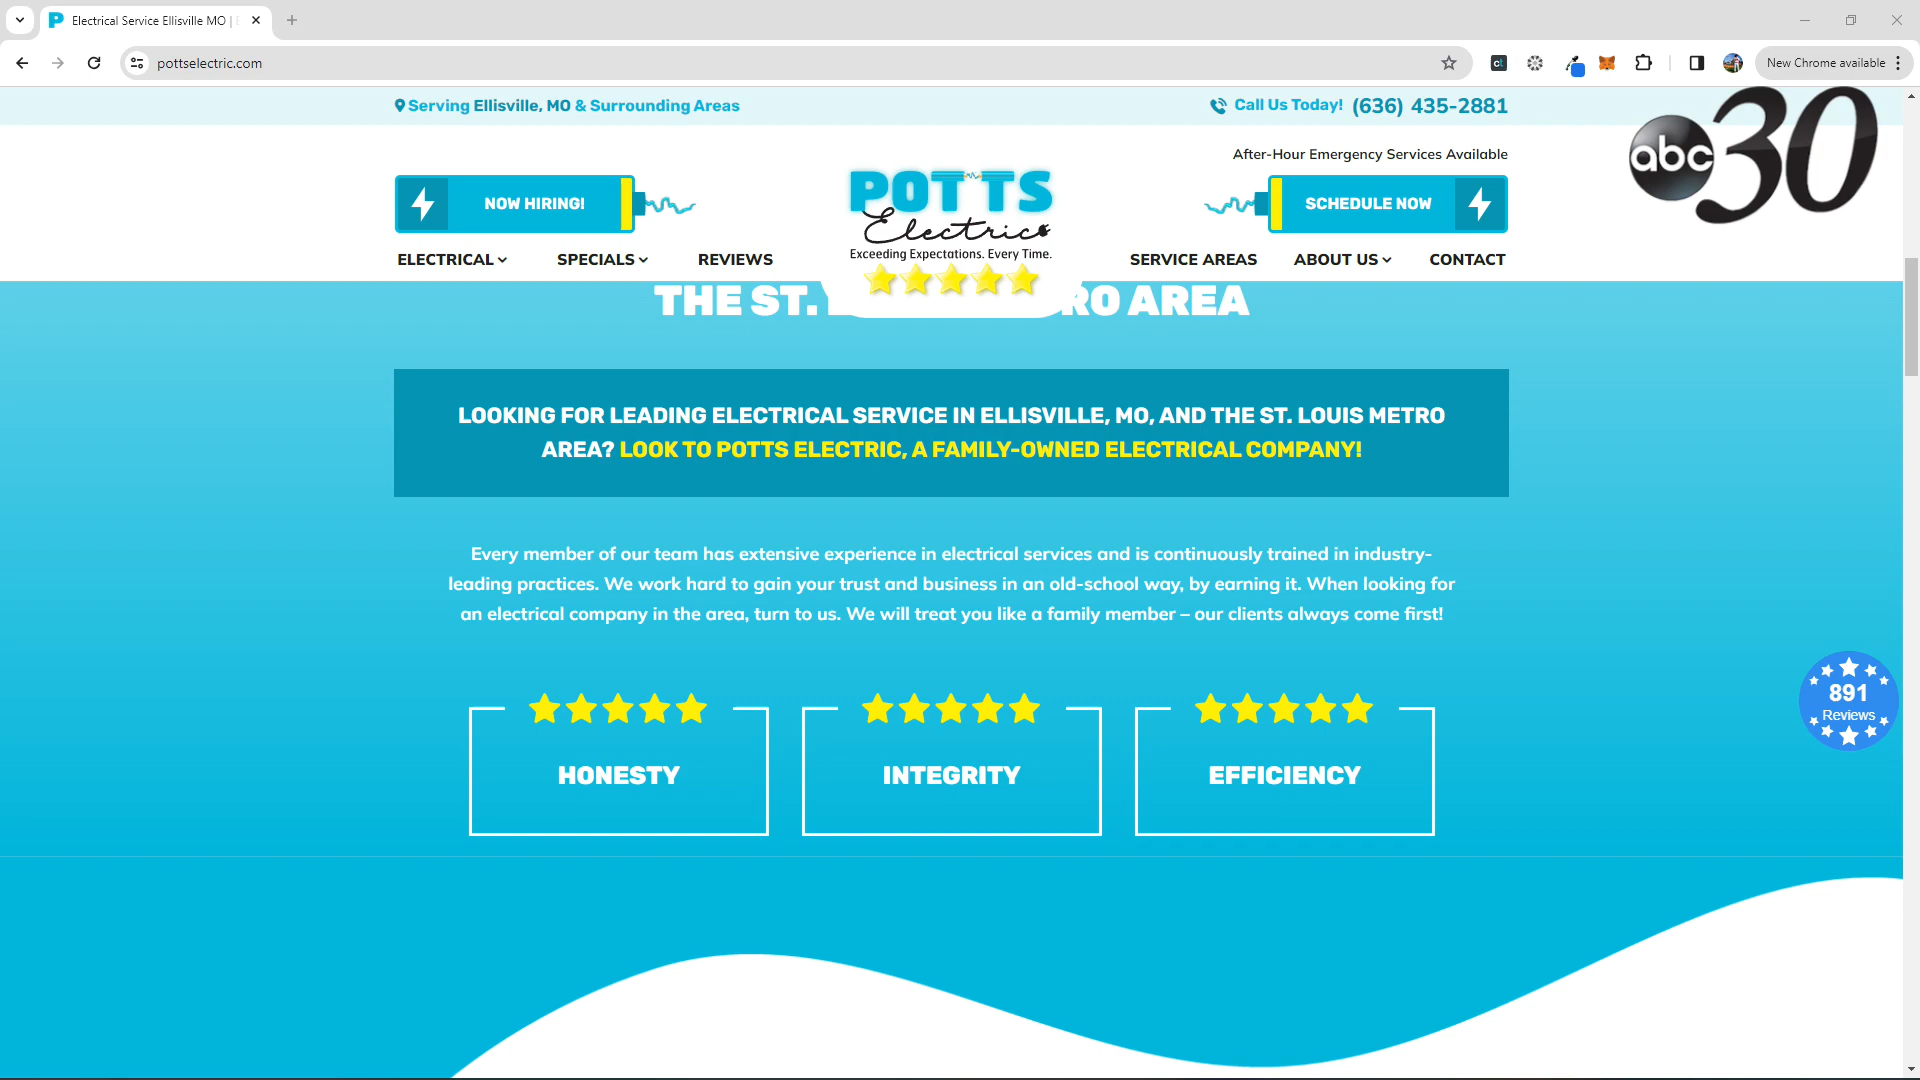 Electrical Service Ellisville MO |
pottselectric.com
New Chrome available
Serving Ellisville, MO & Surrounding Areas
Call Us Today! (636) 435-2881
After-Hour Emergency Services Available
abc30
NOW HIRING!
POTTS
Electric
Exceeding Expectations. Every Time.
SCHEDULE NOW
ELECTRICAL
SPECIALS
REVIEWS
SERVICE AREAS
ABOUT US
CONTACT
THE ST.
RO AREA
LOOKING FOR LEADING ELECTRICAL SERVICE IN ELLISVILLE, MO, AND THE ST. LOUIS METRO
AREA? LOOK TO POTTS ELECTRIC, A FAMILY-OWNED ELECTRICAL COMPANY!
Every member of our team has extensive experience in electrical services and is continuously trained in industry-
leading practices. We work hard to gain your trust and business in an old-school way, by earning it. When looking for
an electrical company in the area, turn to us. We will treat you like a family member – our clients always come first!
891
Reviews
HONESTY
INTEGRITY
EFFICIENCY